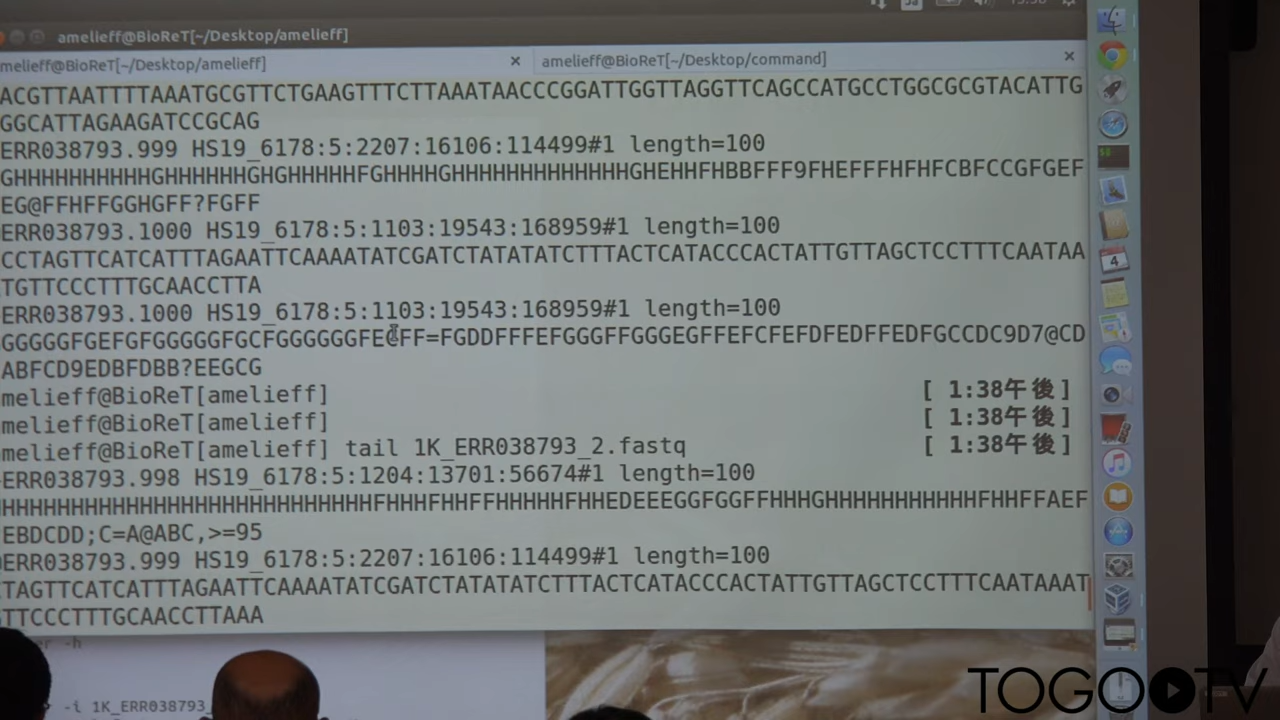 amelieff@BioReT[~/Desktop/amelieff]
melieff@BioReT[~/Desktop/amelieff]
amelieff@BioReT[~/Desktop/command]
ACGTTAATTTTAAATGCGTTCTGAAGTTTCTTAAATAACCCGGATTGGTTAGGTTCAGCCATGCCTGGCGCGTACATTG
GGCATTAGAAGATCCGCAG
ERR038793.999 HS19_6178:5:2207:16106:114499#1 length=100
GHHHHHHHHHHGHHHHHHGHGHHHHHFGHHHHGHHHHHHHHHHHHHGHEHHFHBBFFF9FHEFFFHFHFCBFCCGFGEF
EG@FFHFFGGHGFF?FGFF
ERR038793.1000 HS19_6178:5:1103:19543:168959#1 length=100
CCTAGTTCATCATTTAGAATTCAAAATATCGATCTATATATCTTTACTCATACCCACTATTGTTAGCTCCTTTCAATAA
TGTTCCCTTTGCAACCTTA
ERR038793.1000 HS19_6178:5:1103:19543:168959#1 length=100
GGGGGFGEFGFGGGGGFGCFGGGGGGFECFF=FGDDFFFEFGGGFFGGGEGFFEFCFEFDFEDFFEDFGCCDC9D7@CD
ABFCD9EDBFDBB?EEGCG
melieff@BioReT[amelieff] [ 1:38午後]
melieff@BioReT[amelieff] [ 1:38午後]
melieff@BioReT[amelieff] tail 1K_ERR038793_2.fastq [ 1:38午後]
ERR038793.998 HS19_6178:5:1204:13701:56674#1 length=100
HHHHHHHHHHHHHHHHHHHHHHHHHHHFHHHFHHFFHHHHHFHHEDEEEGGFGGFFHHHGHHHHHHHHHHHFHHFFAEF
EBDCDD;C=A@ABC,>=95
ERR038793.999 HS19_6178:5:2207:16106:114499#1 length=100
TAGTTCATCATTTAGAATTCAAAATATCGATCTATATATCTTTACTCATACCCACTATTGTTAGCTCCTTTCAATAAAT
TTCCCTTTGCAACCTTAAA
er -h
-i 1K_ERR038793_
TOGOTV